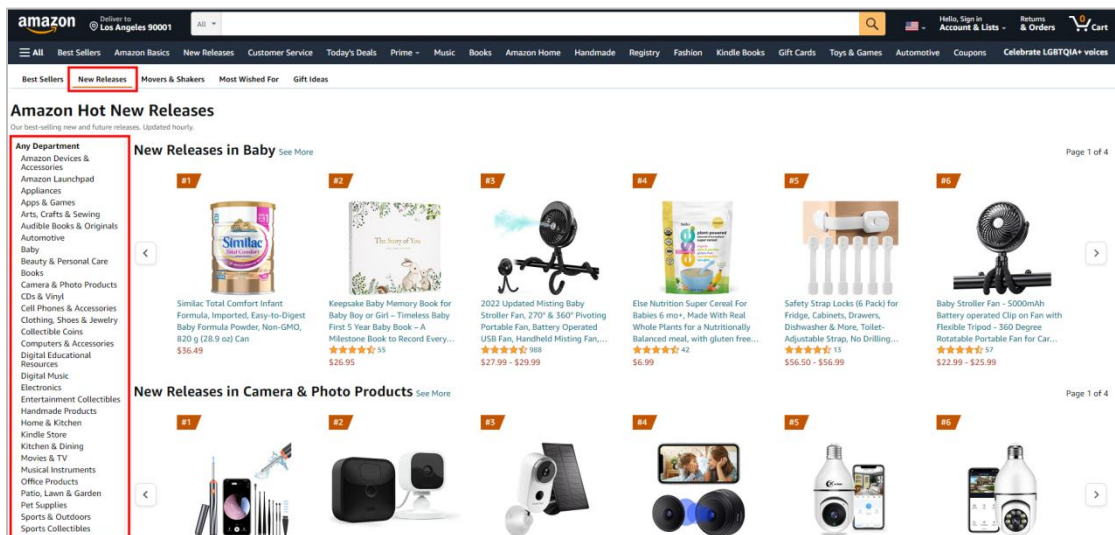 amazon
Deliver to
Los Angeles 90001
All
Hello, Sign in
Account & Lists
Returns
& Orders
0
Cart
All
Best Sellers
Amazon Basics
New Releases
Customer Service
Today's Deals
Prime
Music
Books
Amazon Home
Handmade
Registry
Fashion
Kindle Books
Gift Cards
Toys & Games
Automotive
Coupons
Celebrate LGBTQIA+ voices
Best Sellers
New Releases
Movers & Shakers
Most Wished For
Gift Ideas
Amazon Hot New Releases
Our best-selling new and future releases. Updated hourly.
Any Department
Amazon Devices &
Accessories
Amazon Launchpad
Appliances
Apps & Games
Arts, Crafts & Sewing
Audible Books & Originals
Automotive
Baby
Beauty & Personal Care
Books
Camera & Photo Products
CDs & Vinyl
Cell Phones & Accessories
Clothing, Shoes & Jewelry
Collectible Coins
Computers & Accessories
Digital Educational
Resources
Digital Music
Electronics
Entertainment Collectibles
Handmade Products
Home & Kitchen
Kindle Store
Kitchen & Dining
Movies & TV
Musical Instruments
Office Products
Patio, Lawn & Garden
Pet Supplies
Sports & Outdoors
Sports Collectibles
New Releases in Baby See More
Page 1 of 4
#1
Similac
Total Comfort
Similac Total Comfort Infant
Formula, Imported, Easy-to-Digest
Baby Formula Powder, Non-GMO,
820 g (28.9 oz) Can
$36.49
#2
The Story of You
Keepsake Baby Memory Book for
Baby Boy or Girl – Timeless Baby
First 5 Year Baby Book – A
Milestone Book to Record Every...
55
$26.95
#3
2022 Updated Misting Baby
Stroller Fan, 270° & 360° Pivoting
Portable Fan, Battery Operated
USB Fan, Handheld Misting Fan,...
988
$27.99 - $29.99
#4
else
plant-powered
super cereal
Else Nutrition Super Cereal For
Babies 6 mo+, Made With Real
Whole Plants for a Nutritionally
Balanced meal, with gluten free...
42
$6.99
#5
Safety Strap Locks (6 Pack) for
Fridge, Cabinets, Drawers,
Dishwasher & More, Toilet-
Adjustable Strap, No Drilling...
13
$56.50 - $56.99
#6
Baby Stroller Fan - 5000mAh
Battery operated Clip on Fan with
Flexible Tripod - 360 Degree
Rotatable Portable Fan for Car...
57
$22.99 - $25.99
New Releases in Camera & Photo Products See More
Page 1 of 4
#1
#2
#3
#4
#5
#6